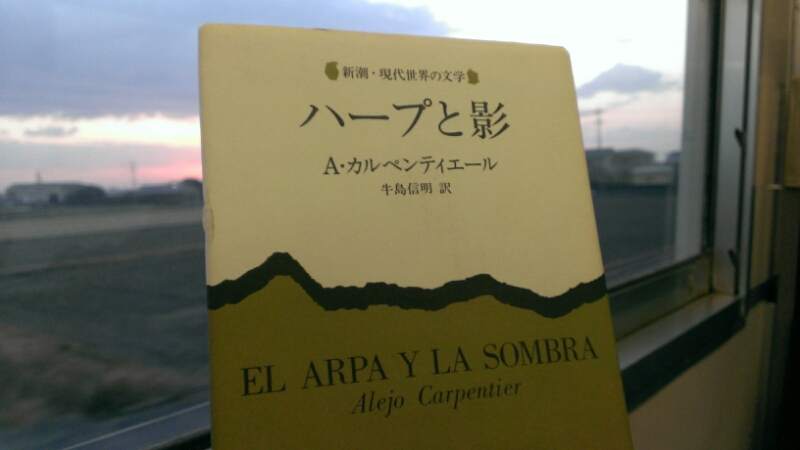 新潮・現代世界の文学
ハープと影
A・カルペンティエール
牛島信明 訳
EL ARPA Y LA SOMBRA
Alejo Carpentier